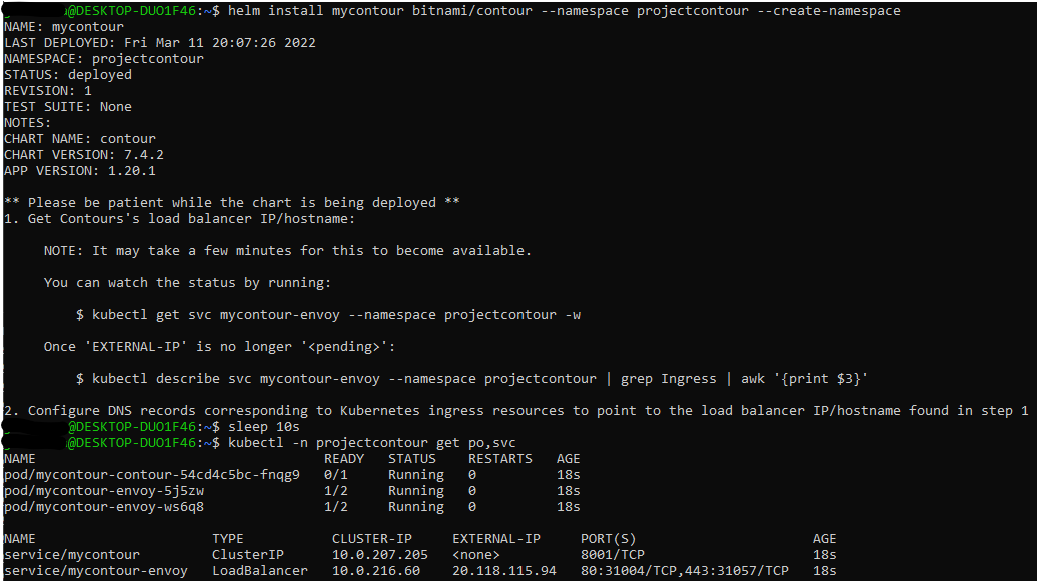 @DESKTOP-DUO1F46:~$ helm install mycontour bitnami/contour --namespace projectcontour --create-namespace
NAME: mycontour
LAST DEPLOYED: Fri Mar 11 20:07:26 2022
NAMESPACE: projectcontour
STATUS: deployed
REVISION: 1
TEST SUITE: None
NOTES:
CHART NAME: contour
CHART VERSION: 7.4.2
APP VERSION: 1.20.1
** Please be patient while the chart is being deployed **
1. Get Contours's load balancer IP/hostname:
NOTE: It may take a few minutes for this to become available.
You can watch the status by running:
$ kubectl get svc mycontour-envoy --namespace projectcontour -w
Once 'EXTERNAL-IP' is no longer '<pending>':
$ kubectl describe svc mycontour-envoy --namespace projectcontour | grep Ingress | awk '{print $3}'
2. Configure DNS records corresponding to Kubernetes ingress resources to point to the load balancer IP/hostname found in step 1
@DESKTOP-DUO1F46:~$ sleep 10s
@DESKTOP-DUO1F46:~$ kubectl -n projectcontour get po,svc
NAME READY STATUS RESTARTS AGE
pod/mycontour-contour-54cd4c5bc-fnqg9 0/1 Running 0 18s
pod/mycontour-envoy-5j5zw 1/2 Running 0 18s
pod/mycontour-envoy-ws6q8 1/2 Running 0 18s
NAME TYPE CLUSTER-IP EXTERNAL-IP PORT(S) AGE
service/mycontour ClusterIP 10.0.207.205 <none> 8001/TCP 18s
service/mycontour-envoy LoadBalancer 10.0.216.60 20.118.115.94 80:31004/TCP,443:31057/TCP 18s